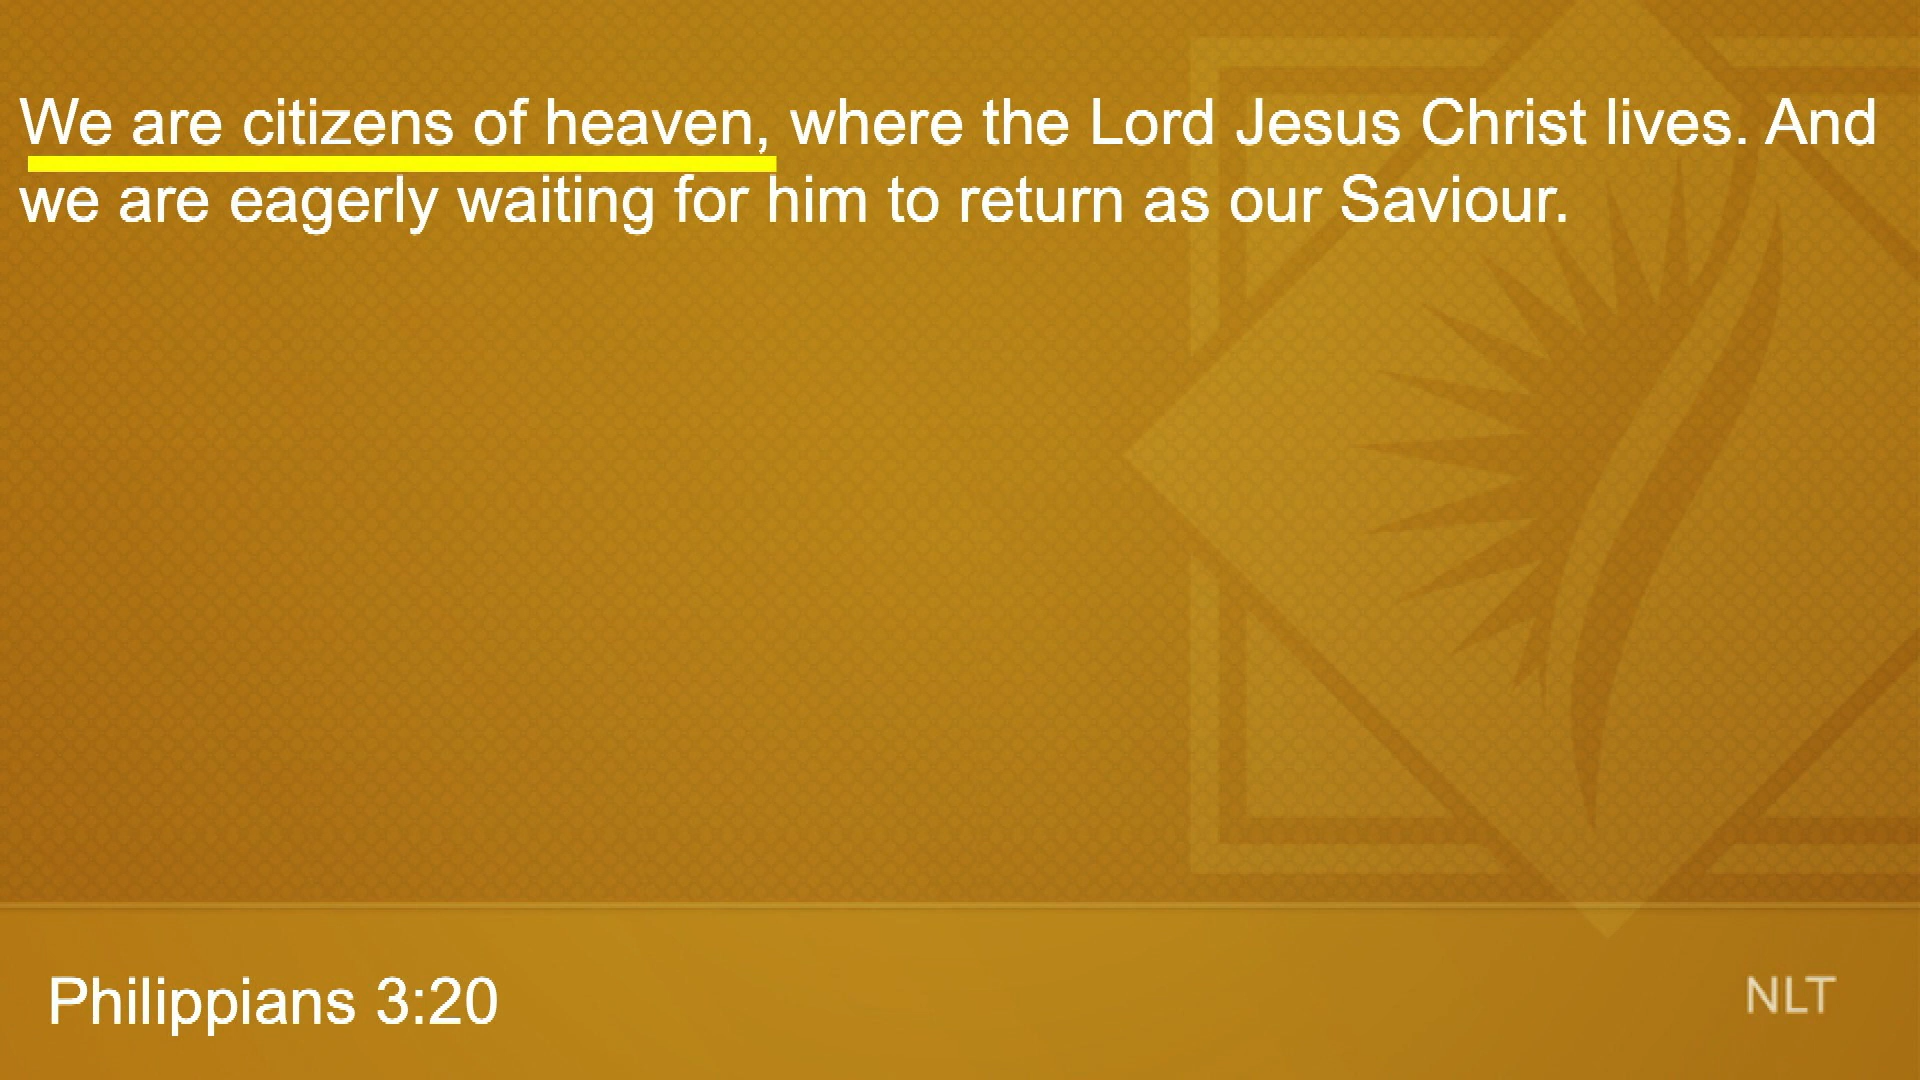 We are citizens of heaven, where the Lord Jesus Christ lives. And
we are eagerly waiting for him to return as our Saviour.
Philippians 3:20
NLT